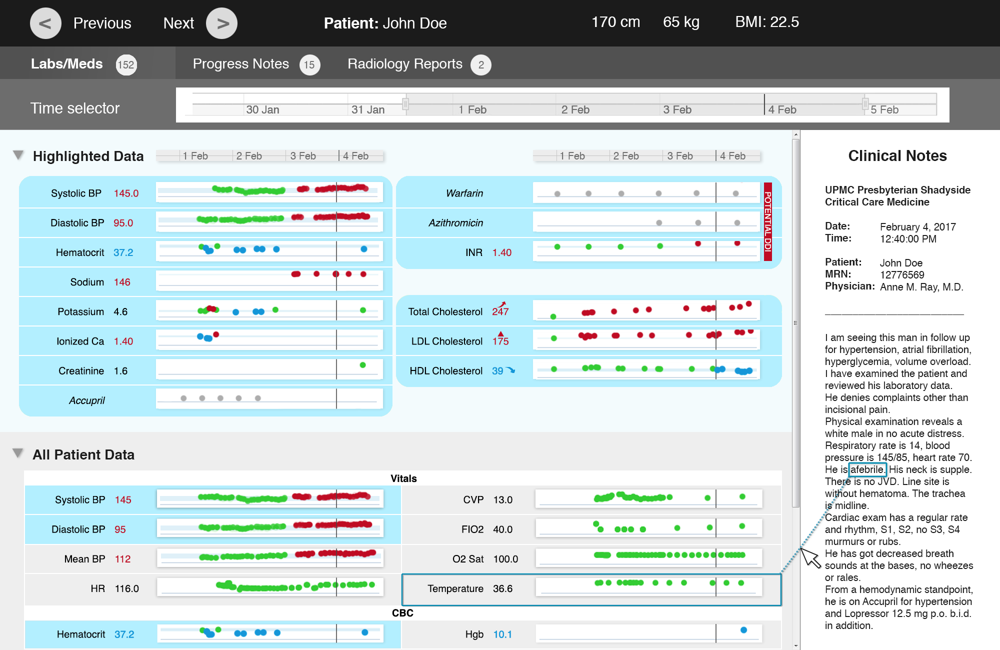 < Previous Next > Patient: John Doe 170 cm 65 kg BMI: 22.5
Labs/Meds 152 Progress Notes 15 Radiology Reports 2
Time selector 30 Jan 31 Jan 1 Feb 2 Feb 3 Feb 4 Feb 5 Feb
Highlighted Data 1 Feb 2 Feb 3 Feb 4 Feb
Systolic BP 145.0
Diastolic BP 95.0
Hematocrit 37.2
Sodium 146
Potassium 4.6
Ionized Ca 1.40
Creatinine 1.6
Accupril
1 Feb 2 Feb 3 Feb 4 Feb
Warfarin
Azithromicin
INR 1.40
POTENTIAL DDI
Total Cholesterol 247
LDL Cholesterol 175
HDL Cholesterol 39
All Patient Data
Vitals
Systolic BP 145 CVP 13.0
Diastolic BP 95 FIO2 40.0
Mean BP 112 O2 Sat 100.0
HR 116.0 Temperature 36.6
CBC
Hematocrit 37.2 Hgb 10.1
Clinical Notes
UPMC Presbyterian Shadyside
Critical Care Medicine
Date: February 4, 2017
Time: 12:40:00 PM
Patient: John Doe
MRN: 12776569
Physician: Anne M. Ray, M.D.
I am seeing this man in follow up
for hypertension, atrial fibrillation,
hyperglycemia, volume overload.
I have examined the patient and
reviewed his laboratory data.
He denies complaints other than
incisional pain.
Physical examination reveals a
white male in no acute distress.
Respiratory rate is 14, blood
pressure is 145/85, heart rate 70.
He is afebrile. His neck is supple.
There is no JVD. Line site is
without hematoma. The trachea
is midline.
Cardiac exam has a regular rate
and rhythm, S1, S2, no S3, S4
murmurs or rubs.
He has got decreased breath
sounds at the bases, no wheezes
or rales.
From a hemodynamic standpoint,
he is on Accupril for hypertension
and Lopressor 12.5 mg p.o. b.i.d.
in addition.